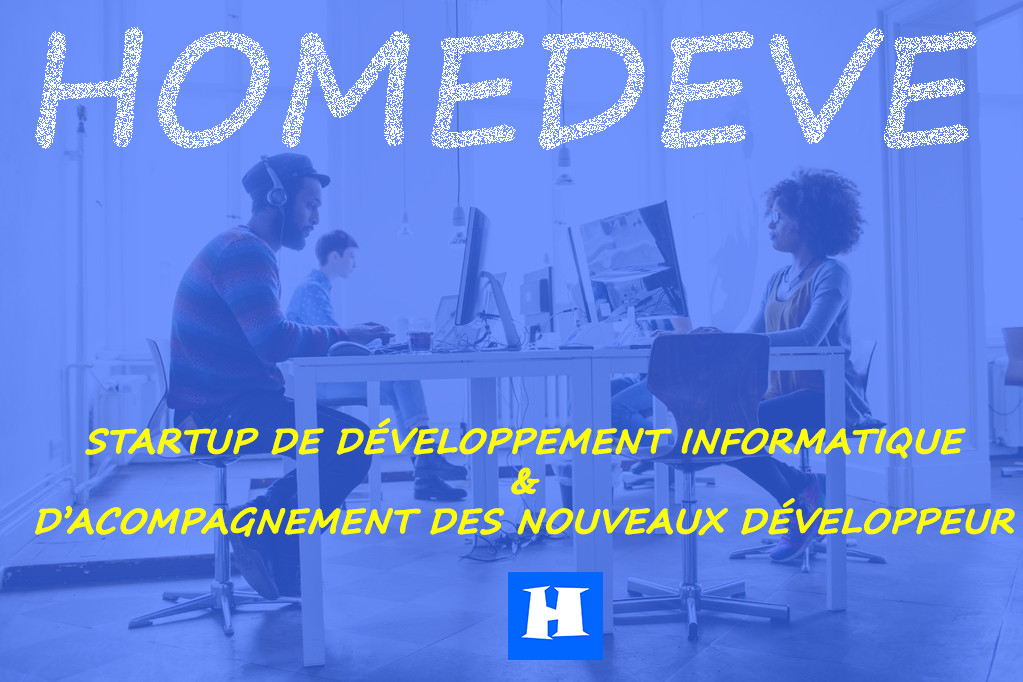 HOMEDEVE
STARTUP DE DÉVELOPPEMENT INFORMATIQUE
&
D'ACOMPAGNEMENT DES NOUVEAUX DÉVELOPPEUR
H